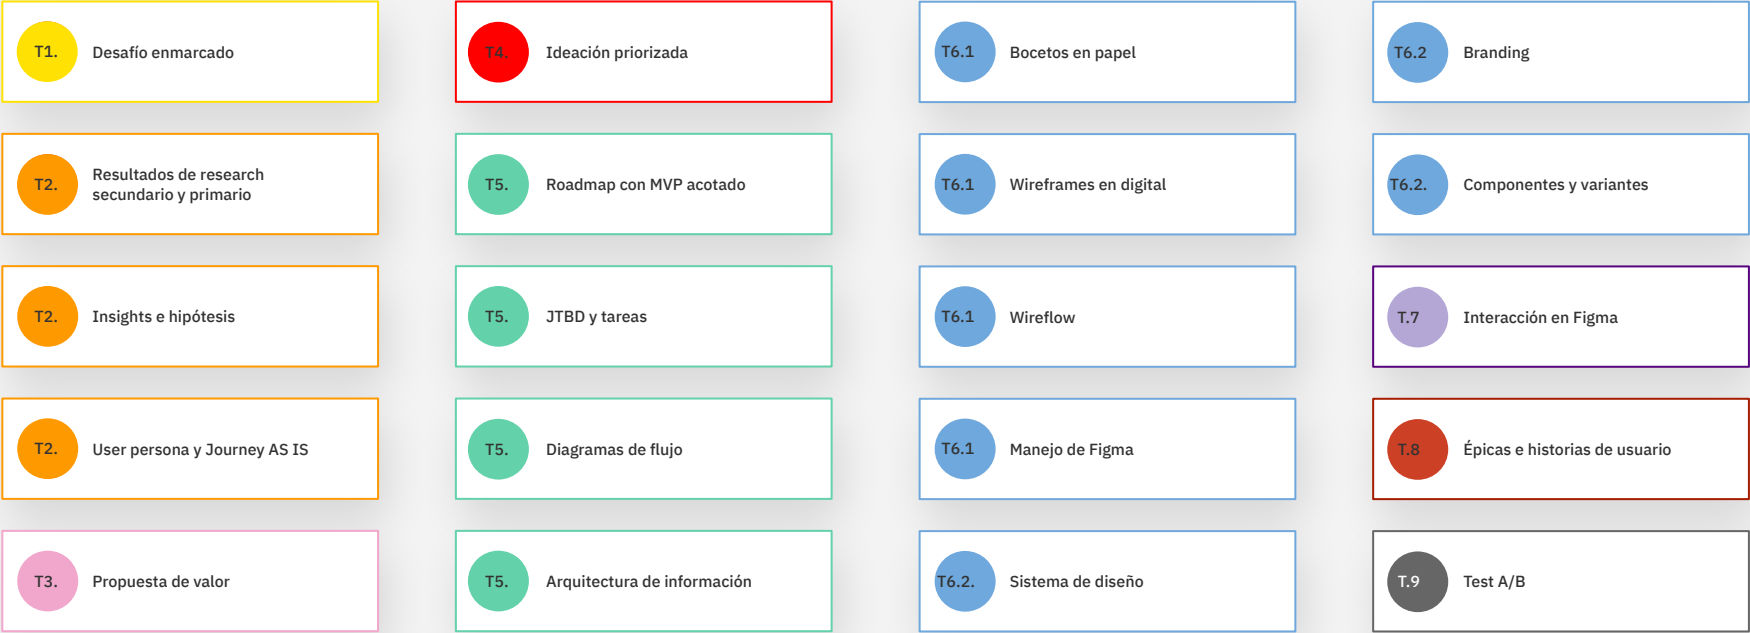 T1.
Desafío enmarcado
T2.
Resultados de research
secundario y primario
T2.
Insights e hipótesis
T2.
User persona y Journey AS IS
T3.
Propuesta de valor
T4.
Ideación priorizada
T5.
Roadmap con MVP acotado
T5.
JTBD y tareas
T5.
Diagramas de flujo
T5.
Arquitectura de información
T6.1
Bocetos en papel
T6.1
Wireframes en digital
T6.1
Wireflow
T6.1
Manejo de Figma
T6.2.
Sistema de diseño
T6.2
Branding
T6.2.
Componentes y variantes
T.7
Interacción en Figma
T.8
Épicas e historias de usuario
T.9
Test A/B